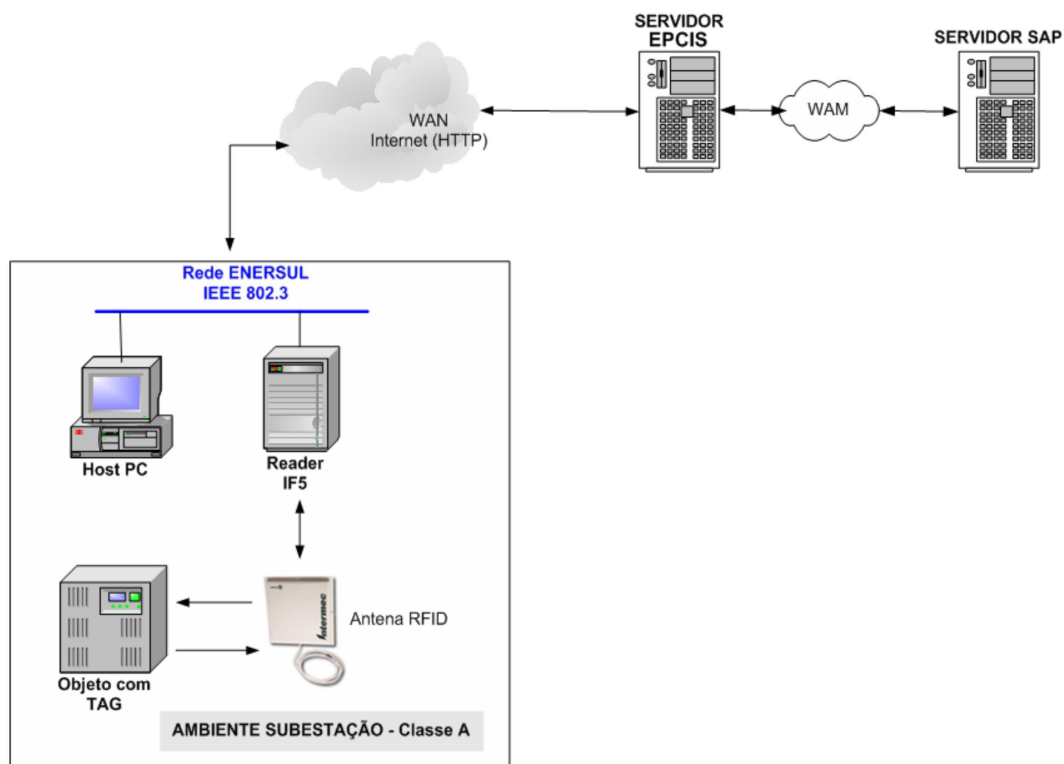 SERVIDOR
EPCIS
SERVIDOR SAP
WAN
Internet (HTTP)
WAM
Rede ENERSUL
IEEE 802.3
Host PC
Reader
IF5
Intermec
Antena RFID
Objeto com
TAG
AMBIENTE SUBESTAÇÃO - Classe A